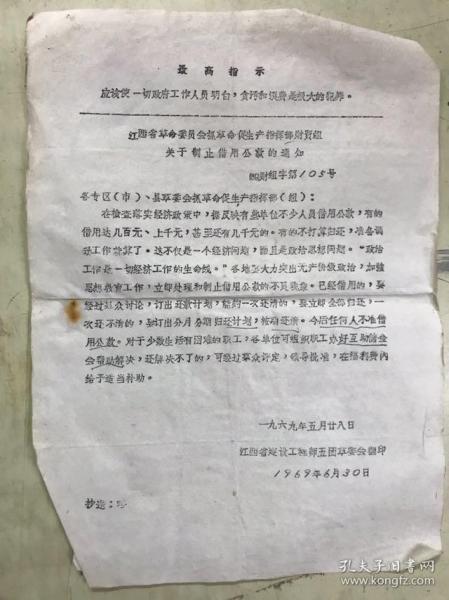 最高指示
应该使一切政府工作人员明白，贪污和浪费是极大的犯罪。
江西省革命委员会抓革命促生产指挥部财贸组
关于制止借用公款的通知
财组字第105号
各专区（市）、县革委会抓革命促生产指挥部（组）：
在检查落实经济政策中，据反映有些单位不少人员借用公款，有的
借用达几百元、上千元，甚至还有几千元的。有的不打算归还，准备调
动工作就算了。这不仅是一个经济问题，而且是政治思想问题。“政治
工作是一切经济工作的生命线。”各地要大力突出无产阶级政治，加强
思想教育工作，立即处理和制止借用公款的不良现象。已经借用的，要
经过群众讨论，订出还款计划，能够一次还清的，要立即全部归还，一
次还不清的，要订出分月分期归还计划，按期还清。今后任何人不准借
用公款。对于少数生活有困难的职工，各单位可组织职工办好互助储金
会帮助解决，还解决不了的，可经过群众评定，领导批准，在福利费内
给于适当补助。
一九六九年五月廿八日
江西省建设工程师五团革委会翻印
1969年6月30日
抄送：
孔夫子旧书网
www.kongfz.com